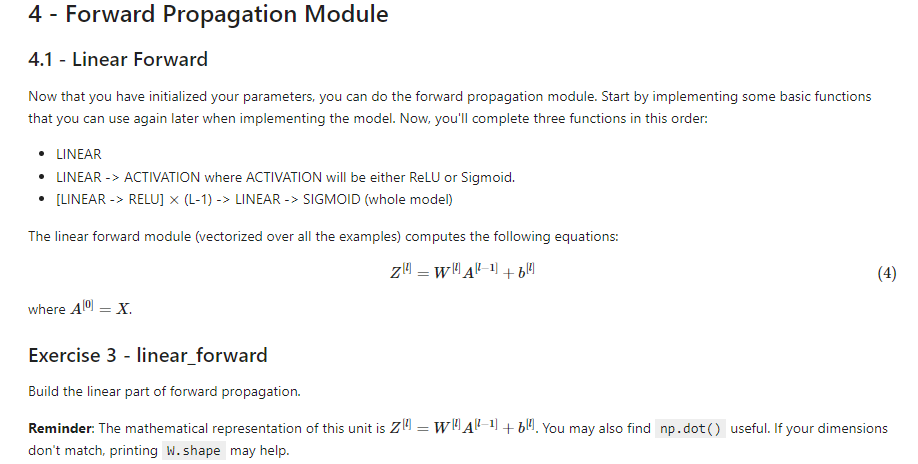 4 - Forward Propagation Module
4.1 - Linear Forward
Now that you have initialized your parameters, you can do the forward propagation module. Start by implementing some basic functions
that you can use again later when implementing the model. Now, you'll complete three functions in this order:
• LINEAR
• LINEAR -> ACTIVATION where ACTIVATION will be either ReLU or Sigmoid.
• [LINEAR -> RELU] × (L-1) -> LINEAR -> SIGMOID (whole model)
The linear forward module (vectorized over all the examples) computes the following equations:
Z^[l] = W^[l] A^[l−1] + b^[l] (4)
where A^[0] = X.
Exercise 3 - linear_forward
Build the linear part of forward propagation.
Reminder: The mathematical representation of this unit is Z^[l] = W^[l] A^[l−1] + b^[l]. You may also find np.dot() useful. If your dimensions
don't match, printing W.shape may help.